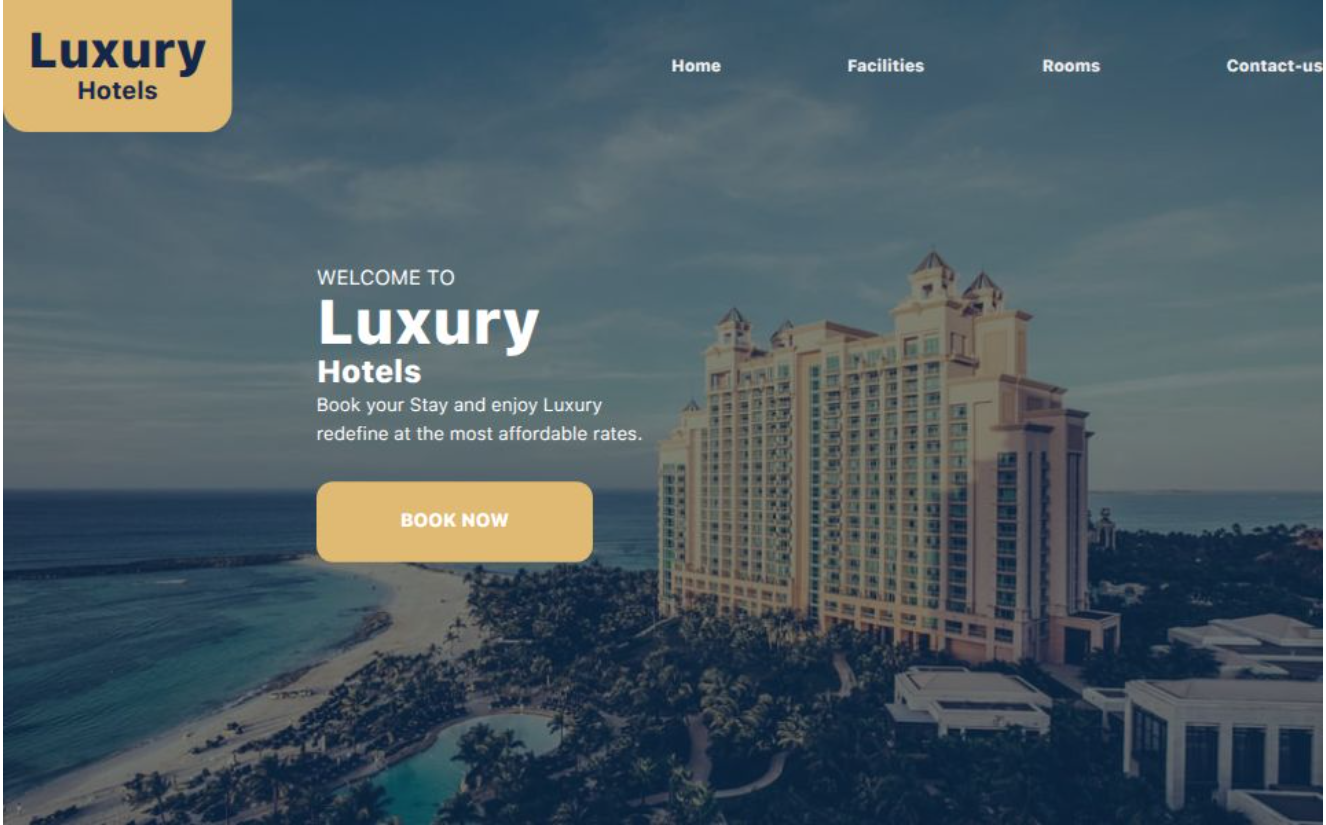 Luxury
Hotels
Home Facilities Rooms Contact-us
WELCOME TO
Luxury
Hotels
Book your Stay and enjoy Luxury
redefine at the most affordable rates.
BOOK NOW